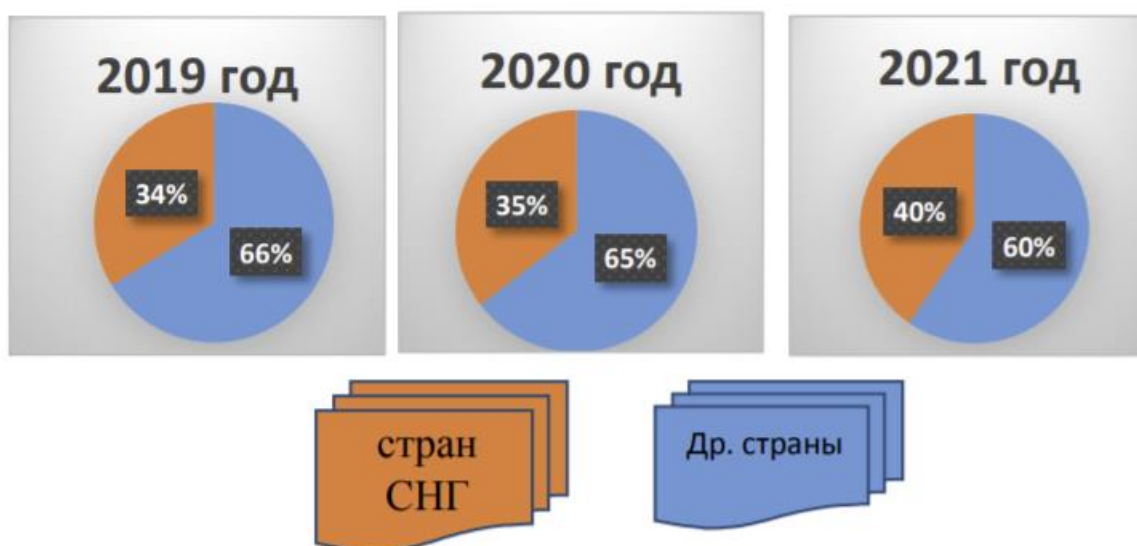 2019 год
34%
66%
2020 год
35%
65%
2021 год
40%
60%
стран
СНГ
Др. страны